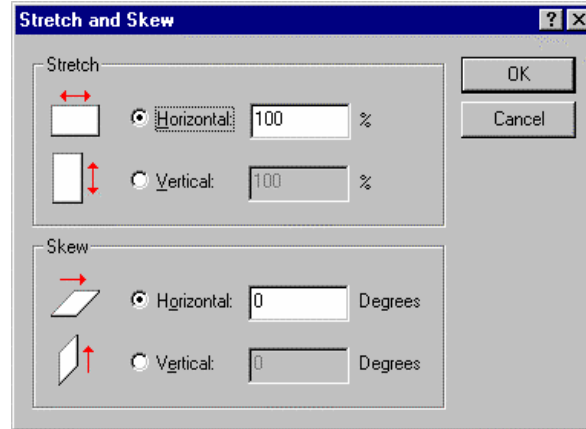 Stretch and Skew
Stretch
Horizontal: 100 %
Vertical: 100 %
OK
Cancel
Skew
Horizontal: 0 Degrees
Vertical: 0 Degrees